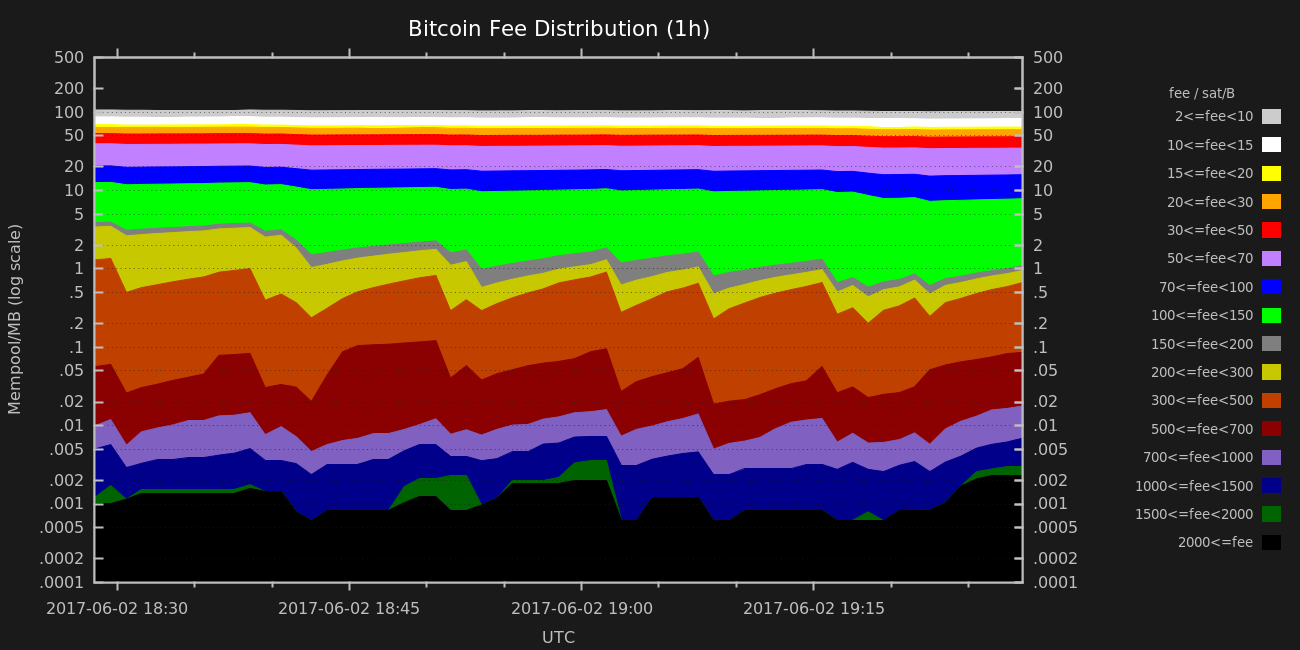 Bitcoin Fee Distribution (1h)
500
200
100
50
20
10
5
2
1
.5
.2
.1
.05
.02
.01
.005
.002
.001
.0005
.0002
.0001
Mempool/MB (log scale)
500
200
100
50
20
10
5
2
1
.5
.2
.1
.05
.02
.01
.005
.002
.001
.0005
.0002
.0001
2017-06-02 18:30
2017-06-02 18:45
2017-06-02 19:00
2017-06-02 19:15
UTC
fee / sat/B
2<=fee<10
10<=fee<15
15<=fee<20
20<=fee<30
30<=fee<50
50<=fee<70
70<=fee<100
100<=fee<150
150<=fee<200
200<=fee<300
300<=fee<500
500<=fee<700
700<=fee<1000
1000<=fee<1500
1500<=fee<2000
2000<=fee